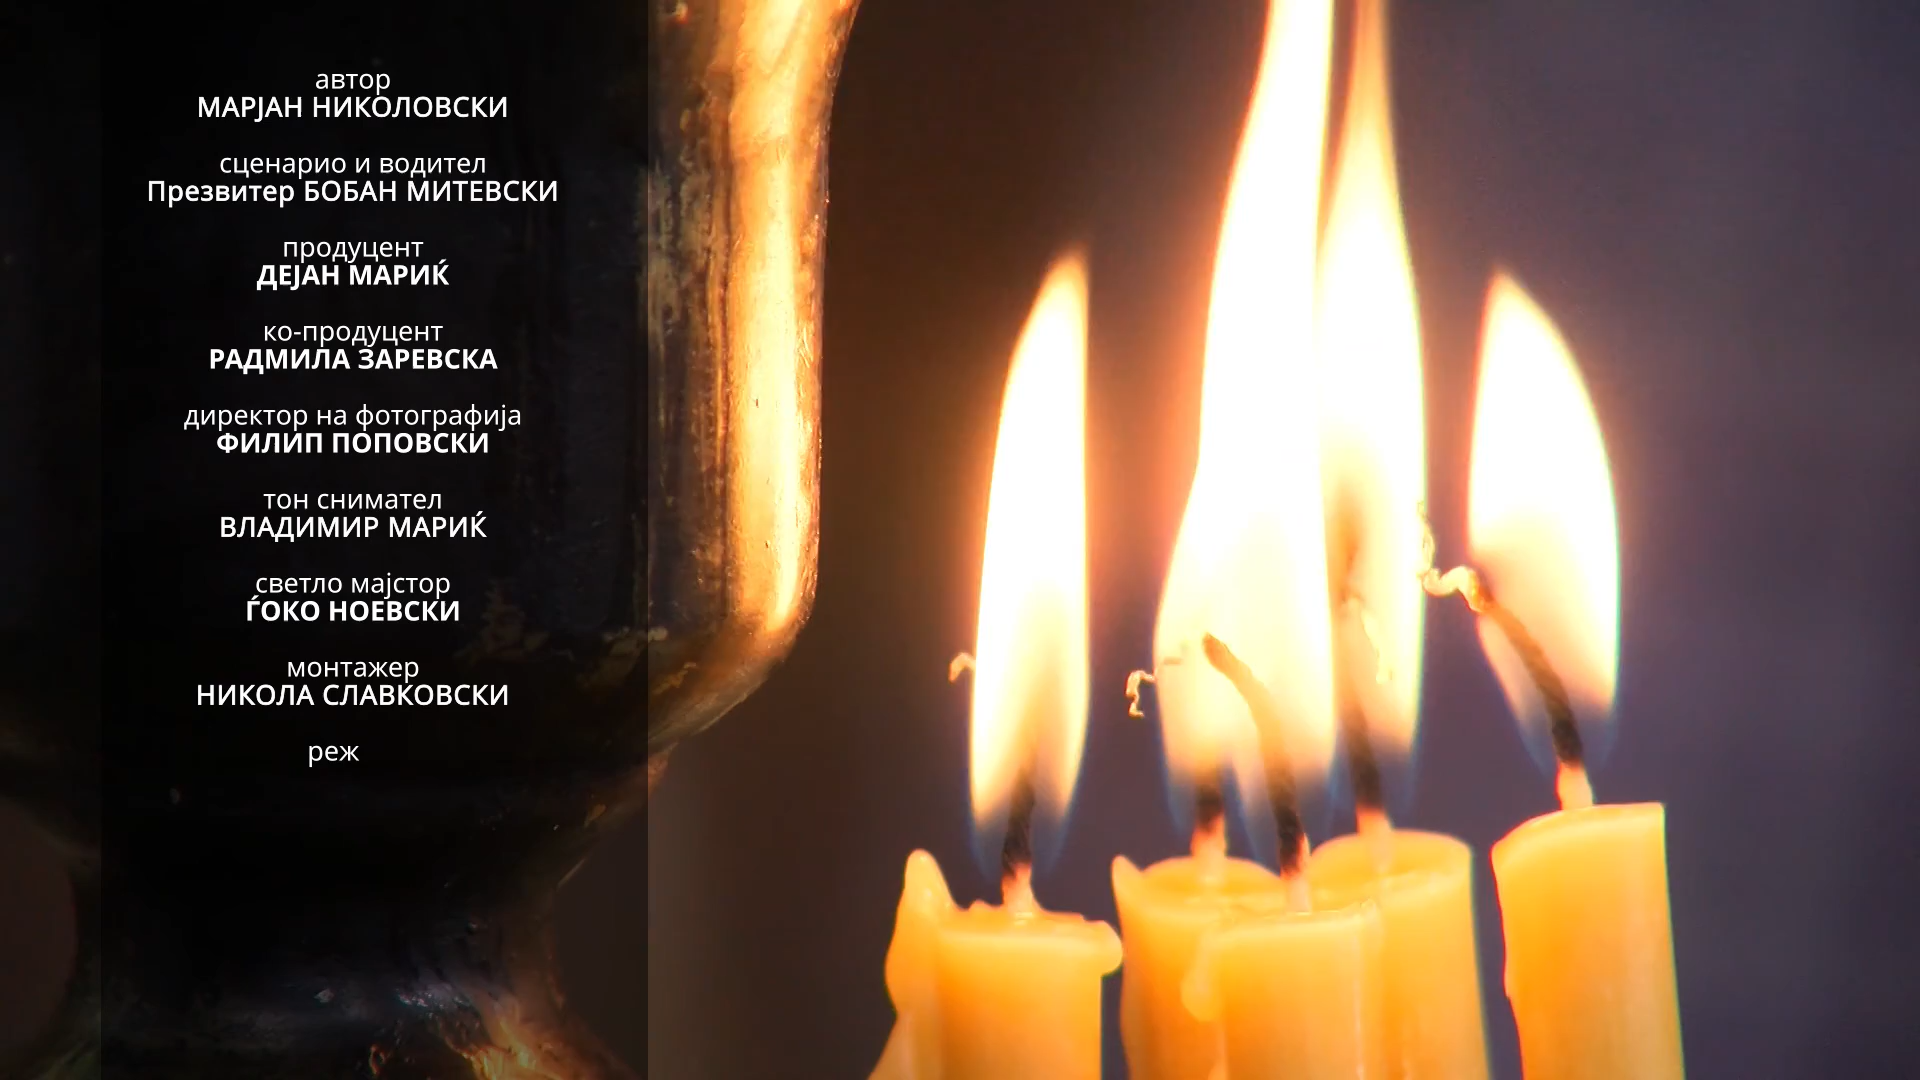 автор
МАРЈАН НИКОЛОВСКИ
сценарио и водител
Презвитер БОБАН МИТЕВСКИ
продуцент
ДЕЈАН МАРИЌ
ко-продуцент
РАДМИЛА ЗАРЕВСКА
директор на фотографија
ФИЛИП ПОПОВСКИ
тон снимател
ВЛАДИМИР МАРИЌ
светло мајстор
ЃОКО НОЕВСКИ
монтажер
НИКОЛА СЛАВКОВСКИ
реж